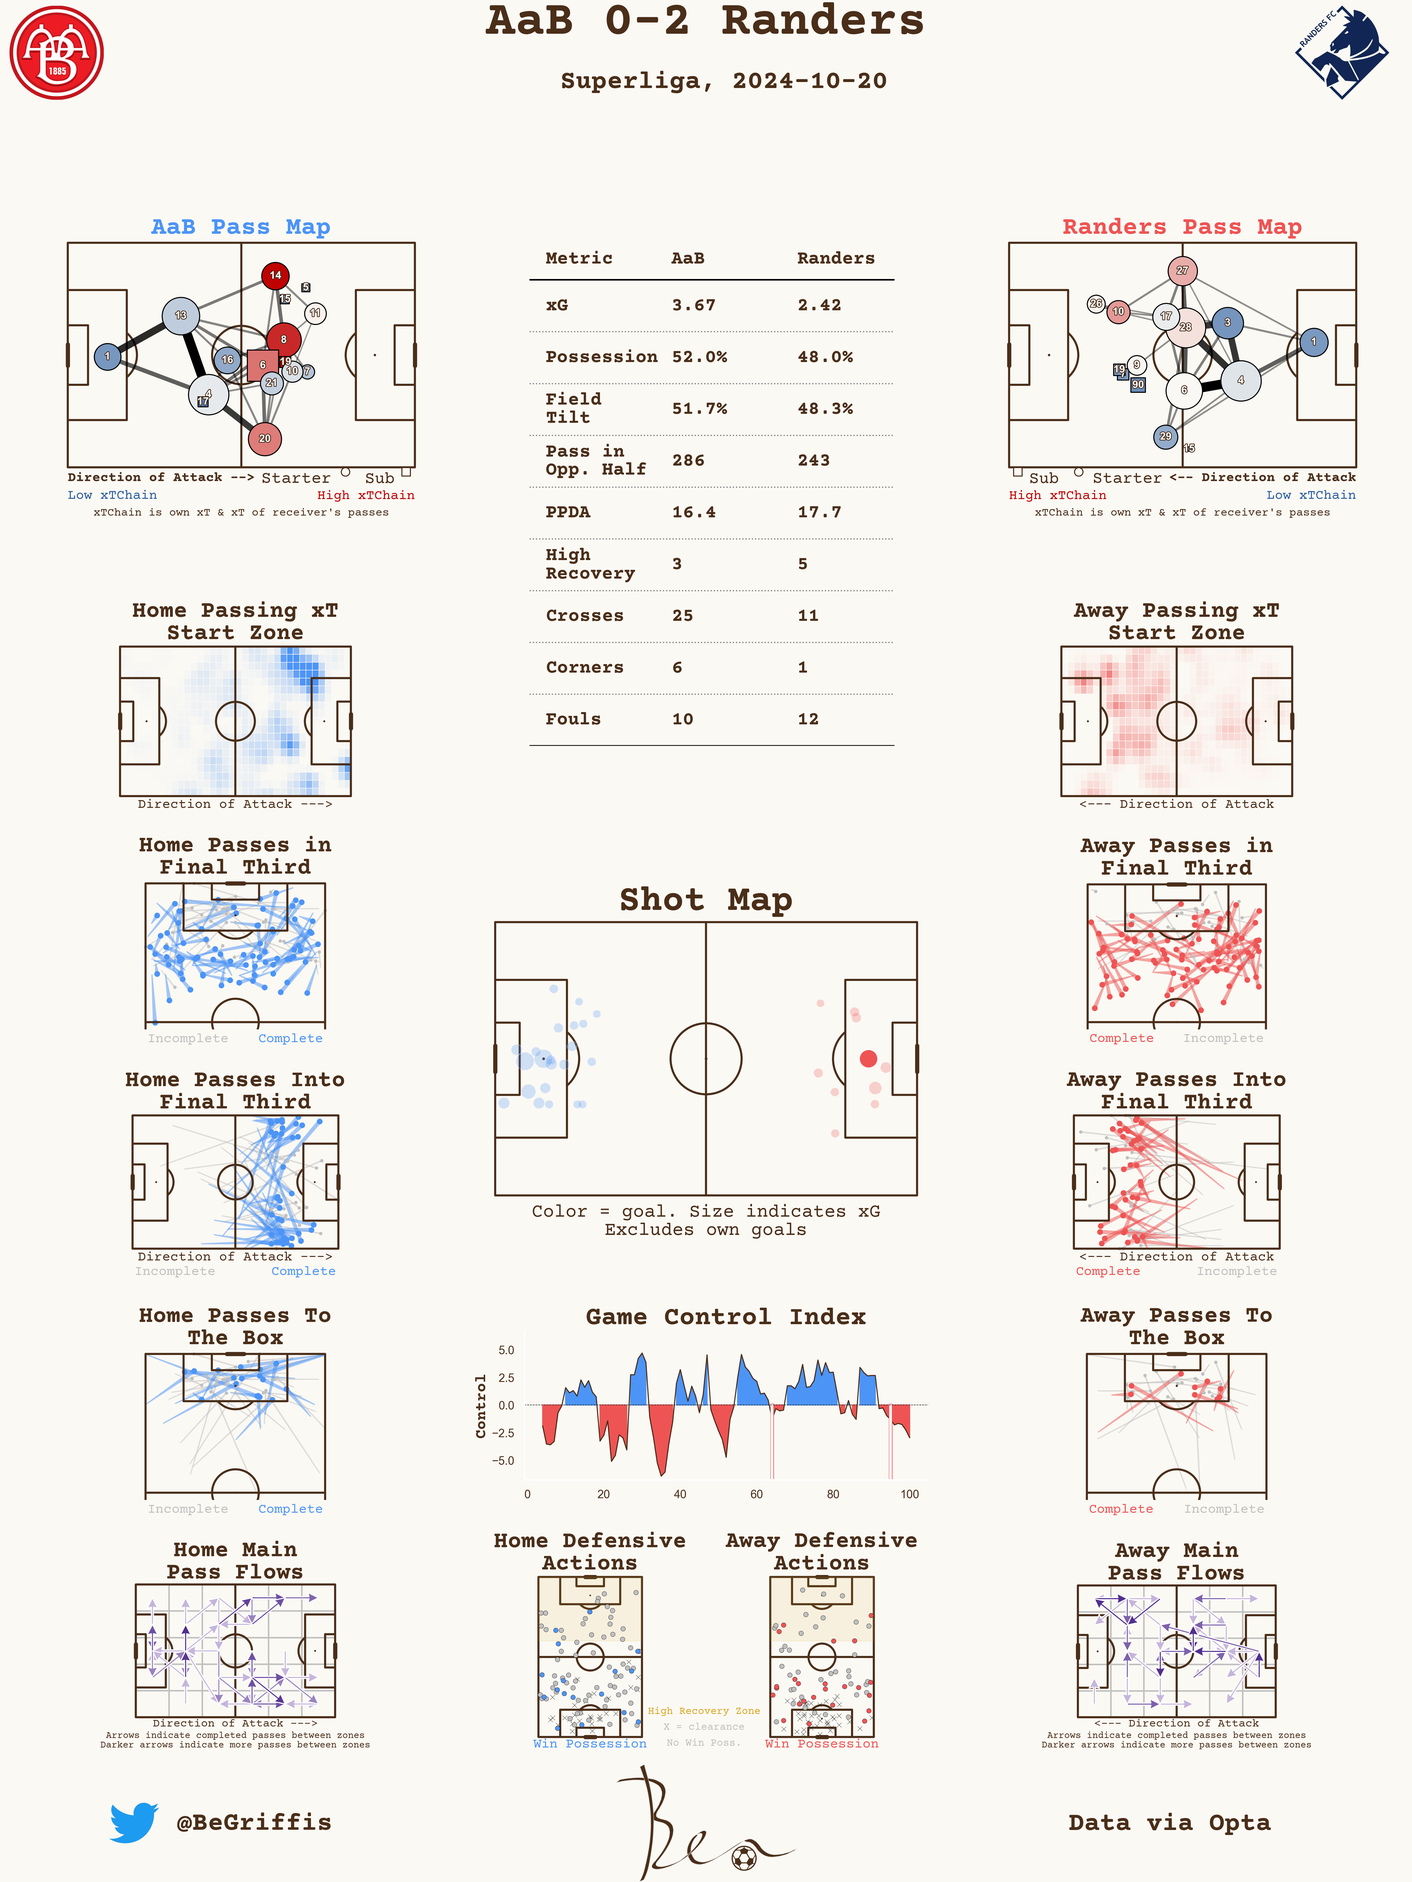 AaB 0-2 Randers
Superliga, 2024-10-20
1885
RANDERS FC
AaB Pass Map
14
5
15
11
13
8
1
16
6
19
10
7
21
4
17
20
Direction of Attack --> Starter Sub
Low xTChain High xTChain
xTChain is own xT & xT of receiver's passes
Metric AaB Randers
xG 3.67 2.42
Possession 52.0% 48.0%
Field
Tilt 51.7% 48.3%
Pass in
Opp. Half 286 243
PPDA 16.4 17.7
High
Recovery 3 5
Crosses 25 11
Corners 6 1
Fouls 10 12
Randers Pass Map
27
26
10
17
28
3
1
9
19
90
6
4
29
15
Sub Starter <-- Direction of Attack
High xTChain Low xTChain
xTChain is own xT & xT of receiver's passes
Home Passing xT
Start Zone
Direction of Attack --->
Away Passing xT
Start Zone
<--- Direction of Attack
Home Passes in
Final Third
Incomplete Complete
Away Passes in
Final Third
Complete Incomplete
Shot Map
Color = goal. Size indicates xG
Excludes own goals
Home Passes Into
Final Third
Direction of Attack --->
Incomplete Complete
Away Passes Into
Final Third
<--- Direction of Attack
Complete Incomplete
Home Passes To
The Box
Incomplete Complete
Game Control Index
Control
5.0
2.5
0.0
−2.5
−5.0
0 20 40 60 80 100
Away Passes To
The Box
Complete Incomplete
Home Main
Pass Flows
Direction of Attack --->
Arrows indicate completed passes between zones
Darker arrows indicate more passes between zones
Home Defensive
Actions
Win Possession
High Recovery Zone
X = clearance
No Win Poss.
Away Defensive
Actions
Win Possession
Away Main
Pass Flows
<--- Direction of Attack
Arrows indicate completed passes between zones
Darker arrows indicate more passes between zones
@BeGriffis
Ben
Data via Opta